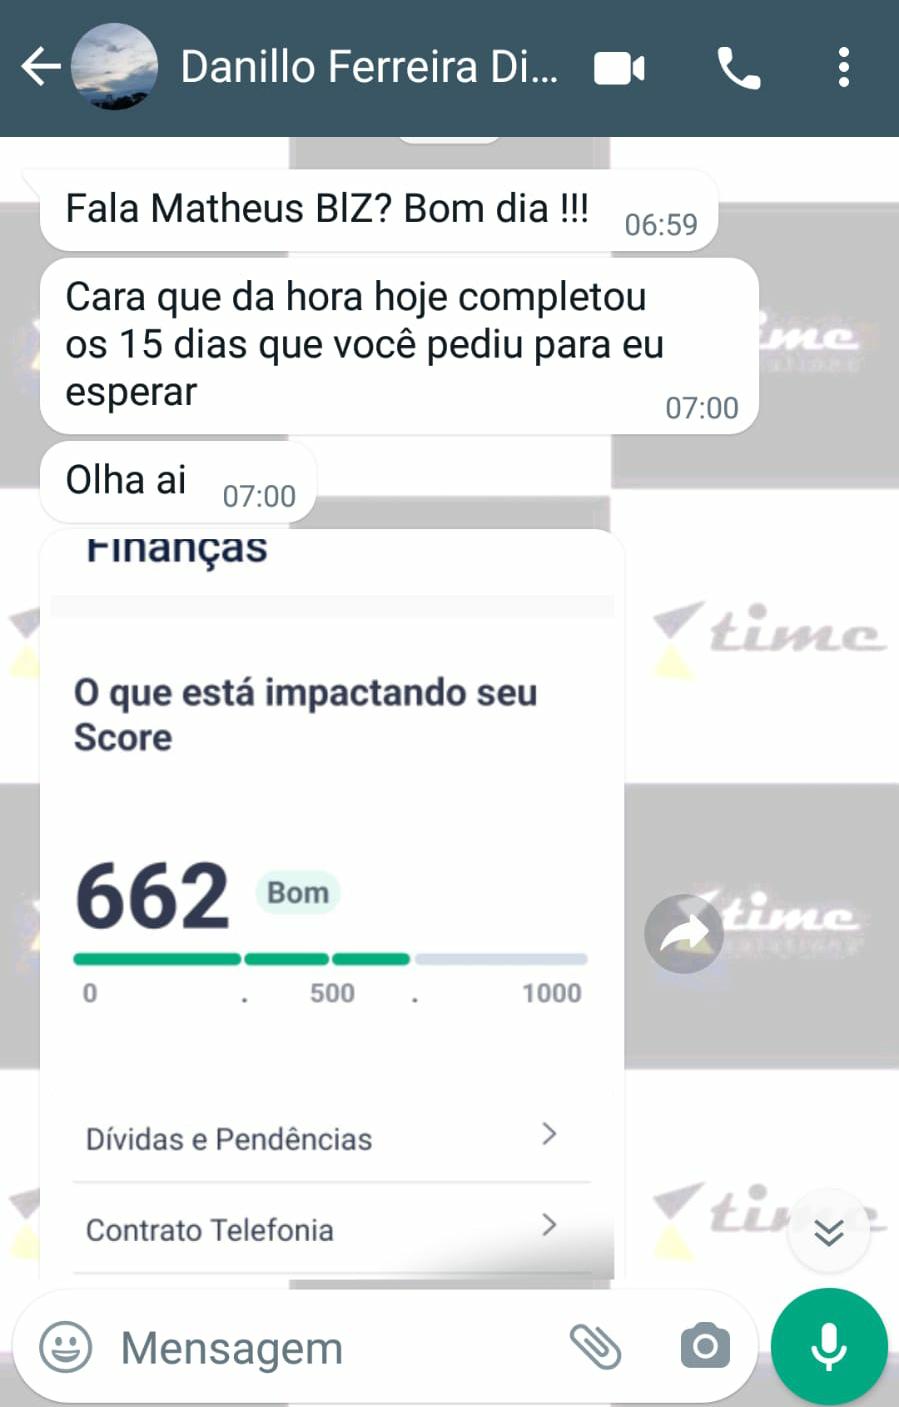 Danillo Ferreira Di...
Fala Matheus BlZ? Bom dia !!!
06:59
Cara que da hora hoje completou
os 15 dias que você pediu para eu
esperar
07:00
time
Olha ai
07:00
Finanças
time
O que está impactando seu
Score
662 Bom
time
0 . 500 . 1000
Dívidas e Pendências
Contrato Telefonia
time
Mensagem